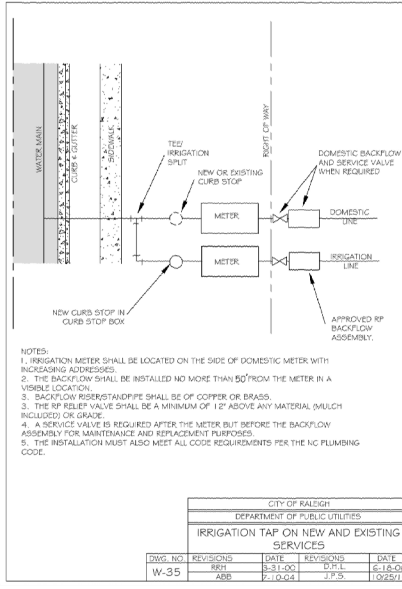 WATER MAIN
CURB & GUTTER
SIDEWALK
TEE/
IRRIGATION
SPLIT
RIGHT OF WAY
NEW OR EXISTING
CURB STOP
DOMESTIC BACKFLOW
AND SERVICE VALVE
WHEN REQUIRED
METER
DOMESTIC
LINE
METER
IRRIGATION
LINE
NEW CURB STOP IN
CURB STOP BOX
APPROVED RP
BACKFLOW
ASSEMBLY.
NOTES:
1. IRRIGATION METER SHALL BE LOCATED ON THE SIDE OF DOMESTIC METER WITH
INCREASING ADDRESSES.
2. THE BACKFLOW SHALL BE INSTALLED NO MORE THAN 50' FROM THE METER IN A
VISIBLE LOCATION.
3. BACKFLOW RISER/STANDPIPE SHALL BE OF COPPER OR BRASS.
3. THE RP RELIEF VALVE SHALL BE A MINIMUM OF 12" ABOVE ANY MATERIAL (MULCH
INCLUDED) OR GRADE.
4. A SERVICE VALVE IS REQUIRED AFTER THE METER BUT BEFORE THE BACKFLOW
ASSEMBLY FOR MAINTENANCE AND REPLACEMENT PURPOSES.
5. THE INSTALLATION MUST ALSO MEET ALL CODE REQUIREMENTS PER THE NC PLUMBING
CODE.
CITY OF RALEIGH
DEPARTMENT OF PUBLIC UTILITIES
IRRIGATION TAP ON NEW AND EXISTING
SERVICES
DWG. NO. REVISIONS DATE REVISIONS DATE
W-35 RRH 3-31-00 D.H.L.
ABB 7-10-04 J.P.S.